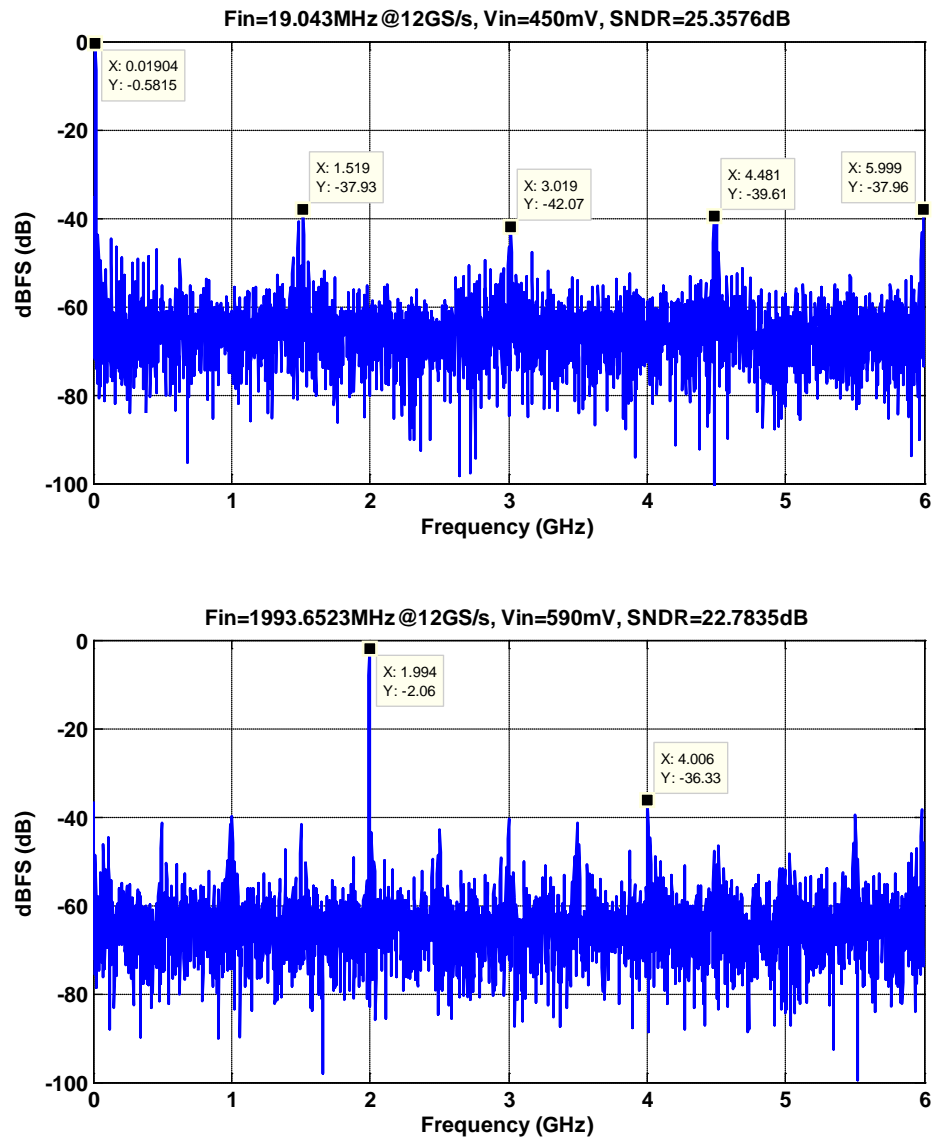 Fin=19.043MHz@12GS/s, Vin=450mV, SNDR=25.3576dB
0
-20
-40
-60
-80
-100
dBFS (dB)
X: 0.01904
Y: -0.5815
X: 1.519
Y: -37.93
X: 3.019
Y: -42.07
X: 4.481
Y: -39.61
X: 5.999
Y: -37.96
0 1 2 3 4 5 6
Frequency (GHz)
Fin=1993.6523MHz@12GS/s, Vin=590mV, SNDR=22.7835dB
0
-20
-40
-60
-80
-100
dBFS (dB)
X: 1.994
Y: -2.06
X: 4.006
Y: -36.33
0 1 2 3 4 5 6
Frequency (GHz)